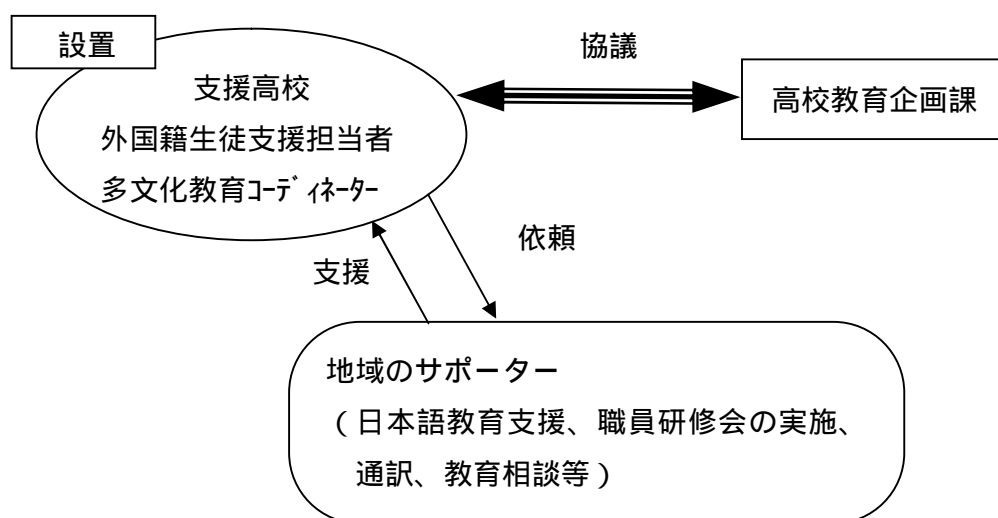 設置
協議
支援高校
外国籍生徒支援担当者
多文化教育ｺｰﾃﾞｨﾈｰﾀｰ
高校教育企画課
依頼
支援
地域のサポーター
(日本語教育支援、職員研修会の実施、
通訳、教育相談等)